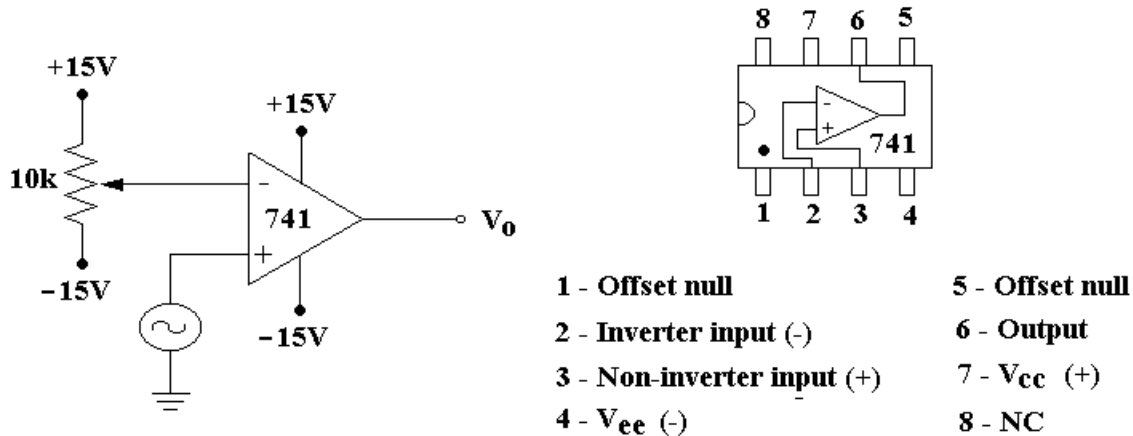 +15V
+15V
10k
-
741
+
V₀
−15V
−15V
8 7 6 5
-
+
741
1 2 3 4
1 - Offset null
2 - Inverter input (-)
3 - Non-inverter input (+)
4 - Vee (-)
5 - Offset null
6 - Output
7 - Vcc (+)
8 - NC